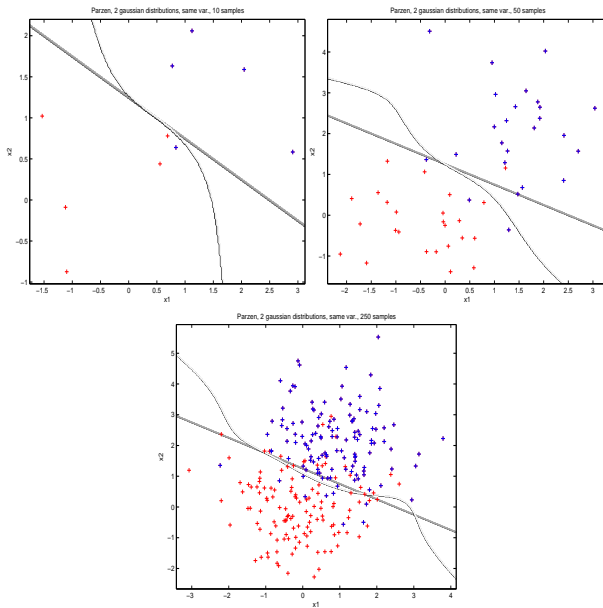 Parzen, 2 gaussian distributions, same var., 10 samples
x2
2
1.5
1
0.5
0
−0.5
−1
−1.5 −1 −0.5 0 0.5 1 1.5 2 2.5 3
x1
Parzen, 2 gaussian distributions, same var., 50 samples
x2
4
3
2
1
0
−1
−2 −1.5 −1 −0.5 0 0.5 1 1.5 2 2.5 3
x1
Parzen, 2 gaussian distributions, same var., 250 samples
x2
5
4
3
2
1
0
−1
−2
−3 −2 −1 0 1 2 3 4
x1